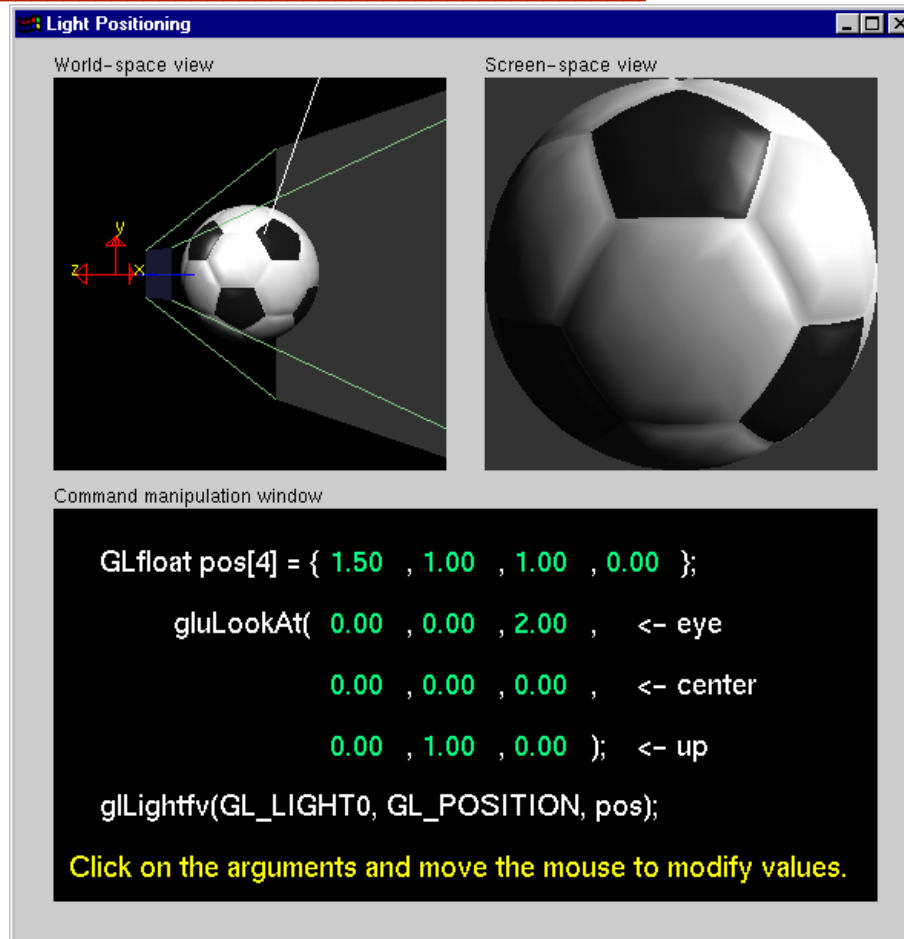 Light Positioning
World-space view
Screen-space view
y
z
x
Command manipulation window
GLfloat pos[4] = { 1.50 , 1.00 , 1.00 , 0.00 };
gluLookAt( 0.00 , 0.00 , 2.00 , <- eye
0.00 , 0.00 , 0.00 , <- center
0.00 , 1.00 , 0.00 ); <- up
glLightfv(GL_LIGHT0, GL_POSITION, pos);
Click on the arguments and move the mouse to modify values.